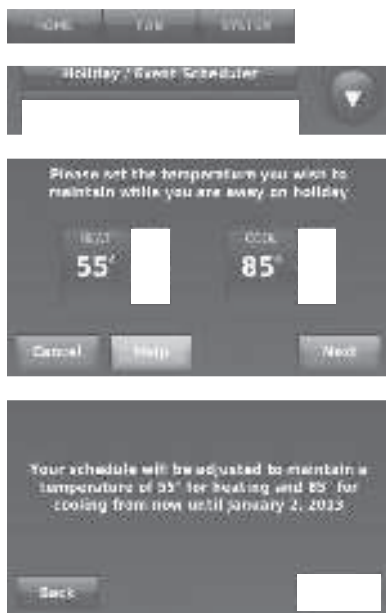 HOME FAN SYSTEM
Holiday / Event Scheduler
Please set the temperature you wish to
maintain while you are away on holiday
HEAT COOL
55° 85°
Cancel Help Next
Your schedule will be adjusted to maintain a
temperature of 55° for heating and 85° for
cooling from now until January 2, 2013
Back